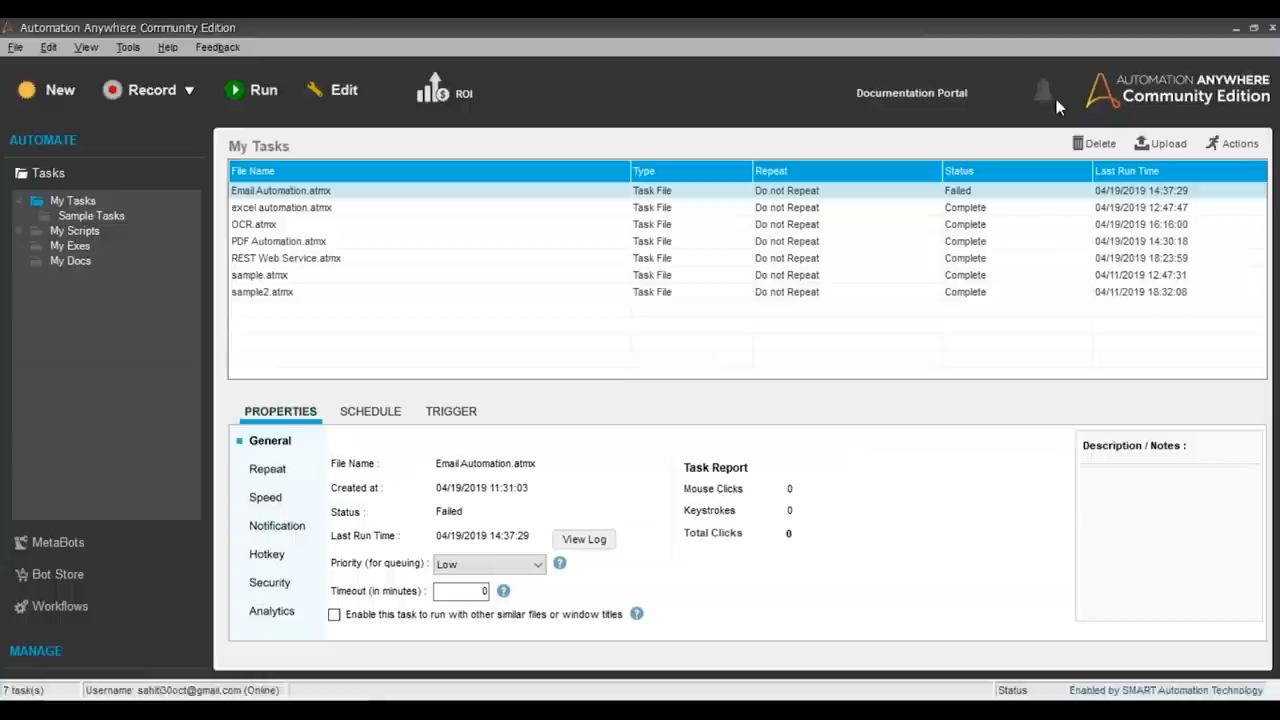 Automation Anywhere Community Edition
File Edit View Tools Help Feedback
New Record Run Edit ROI Documentation Portal
AUTOMATION ANYWHERE
Community Edition
AUTOMATE
Tasks
My Tasks
Sample Tasks
My Scripts
My Exes
My Docs
MetaBots
Bot Store
Workflows
MANAGE
My Tasks Delete Upload Actions
File Name Type Repeat Status Last Run Time
Email Automation.atmx Task File Do not Repeat Failed 04/19/2019 14:37:29
excel automation.atmx Task File Do not Repeat Complete 04/19/2019 12:47:47
OCR.atmx Task File Do not Repeat Complete 04/19/2019 16:16:00
PDF Automation.atmx Task File Do not Repeat Complete 04/19/2019 14:30:18
REST Web Service.atmx Task File Do not Repeat Complete 04/19/2019 18:23:59
sample.atmx Task File Do not Repeat Complete 04/11/2019 12:47:31
sample2.atmx Task File Do not Repeat Complete 04/11/2019 18:32:08
PROPERTIES SCHEDULE TRIGGER
General
Repeat
Speed
Notification
Hotkey
Security
Analytics
File Name : Email Automation.atmx
Created at : 04/19/2019 11:31:03
Status : Failed
Last Run Time : 04/19/2019 14:37:29 View Log
Priority (for queuing) : Low ?
Timeout (in minutes) : 0 ?
Enable this task to run with other similar files or window titles ?
Task Report
Mouse Clicks 0
Keystrokes 0
Total Clicks 0
Description / Notes :
7 task(s) Username: sahiti30oct@gmail.com (Online) Status Enabled by SMART Automation Technology